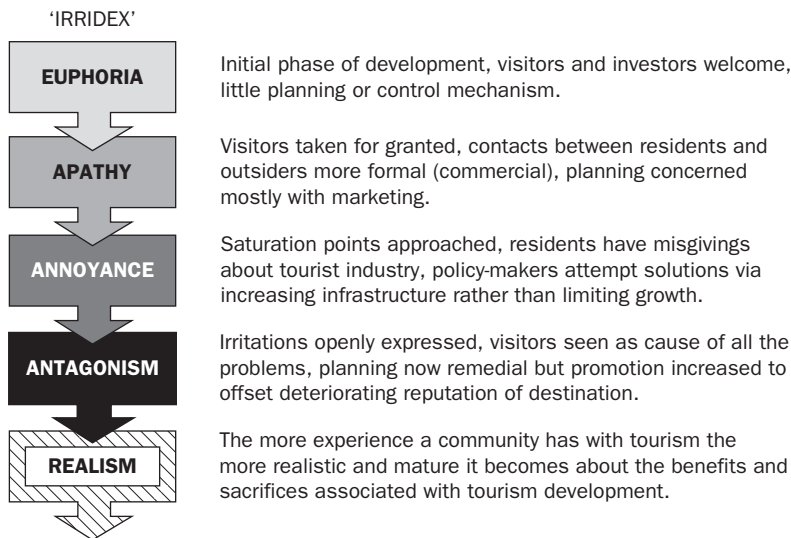 'IRRIDEX'
EUPHORIA
Initial phase of development, visitors and investors welcome,
little planning or control mechanism.
APATHY
Visitors taken for granted, contacts between residents and
outsiders more formal (commercial), planning concerned
mostly with marketing.
ANNOYANCE
Saturation points approached, residents have misgivings
about tourist industry, policy-makers attempt solutions via
increasing infrastructure rather than limiting growth.
ANTAGONISM
Irritations openly expressed, visitors seen as cause of all the
problems, planning now remedial but promotion increased to
offset deteriorating reputation of destination.
REALISM
The more experience a community has with tourism the
more realistic and mature it becomes about the benefits and
sacrifices associated with tourism development.